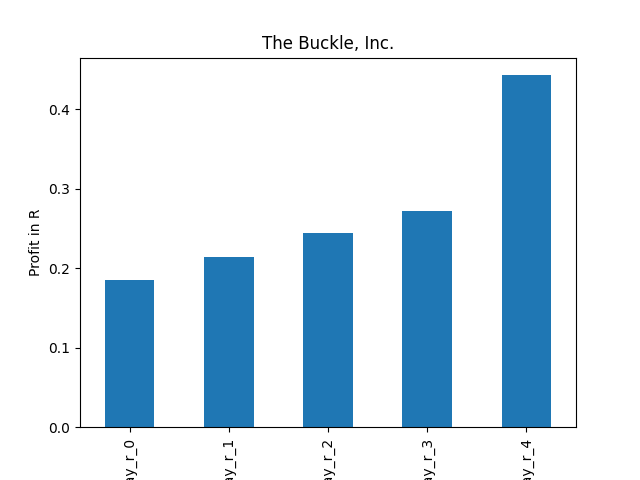 The Buckle, Inc.
Profit in R
0.4
0.3
0.2
0.1
0.0
ay_r_0
ay_r_1
ay_r_2
ay_r_3
ay_r_4